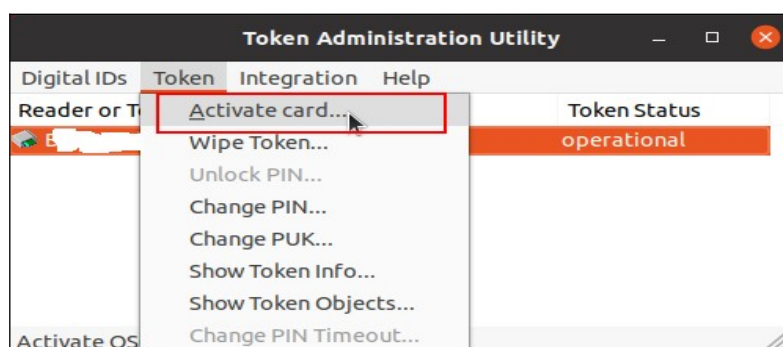 Token Administration Utility
Digital IDs Token Integration Help
Reader or T Token Status
Activate card...
E operational
Wipe Token...
Unlock PIN...
Change PIN...
Change PUK...
Show Token Info...
Show Token Objects...
Change PIN Timeout...
Activate OS